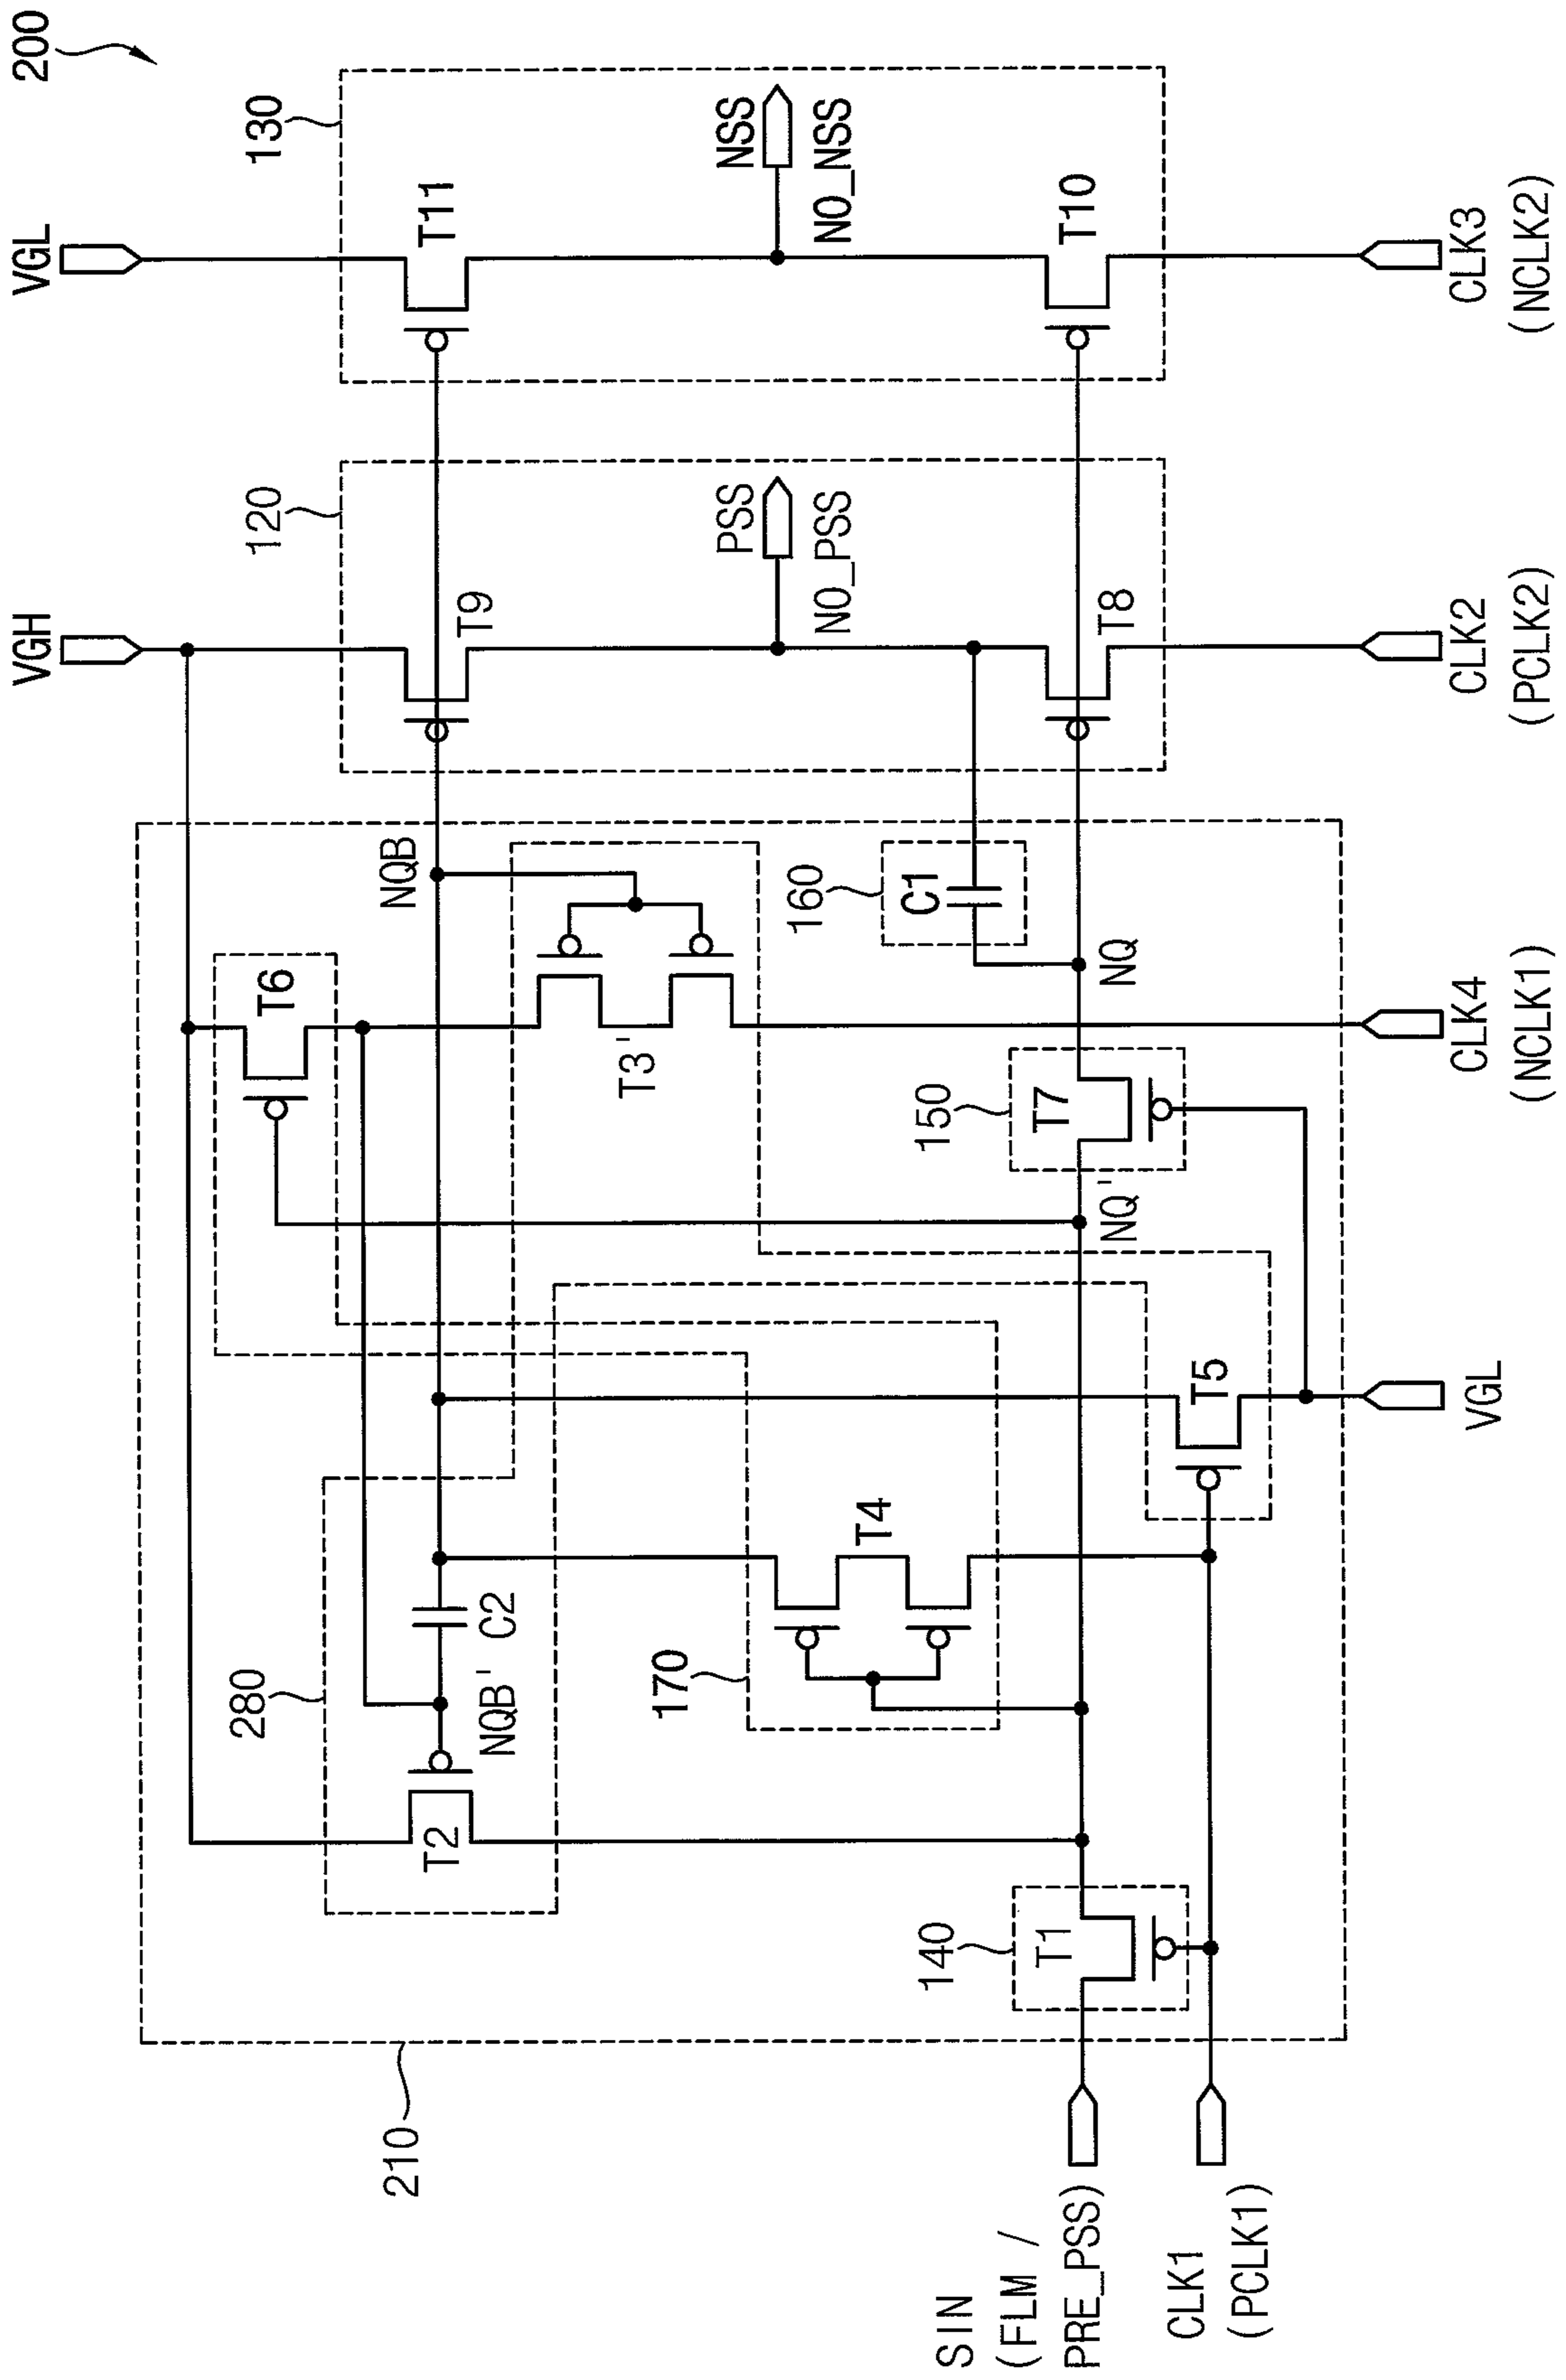 200
VGL
VGH
130
120
T11
NSS
NO_NSS
T10
CLK3
(NCLK2)
T9
PSS
NO_PSS
T8
CLK2
(PCLK2)
NQB
T6
T3'
160
C1
NQ
CLK4
(NCLK1)
150
T7
NQ'
T5
VGL
T4
170
C2
NQB'
280
T2
140
T1
210
SIN
(FLM /
PRE_PSS)
CLK1
(PCLK1)